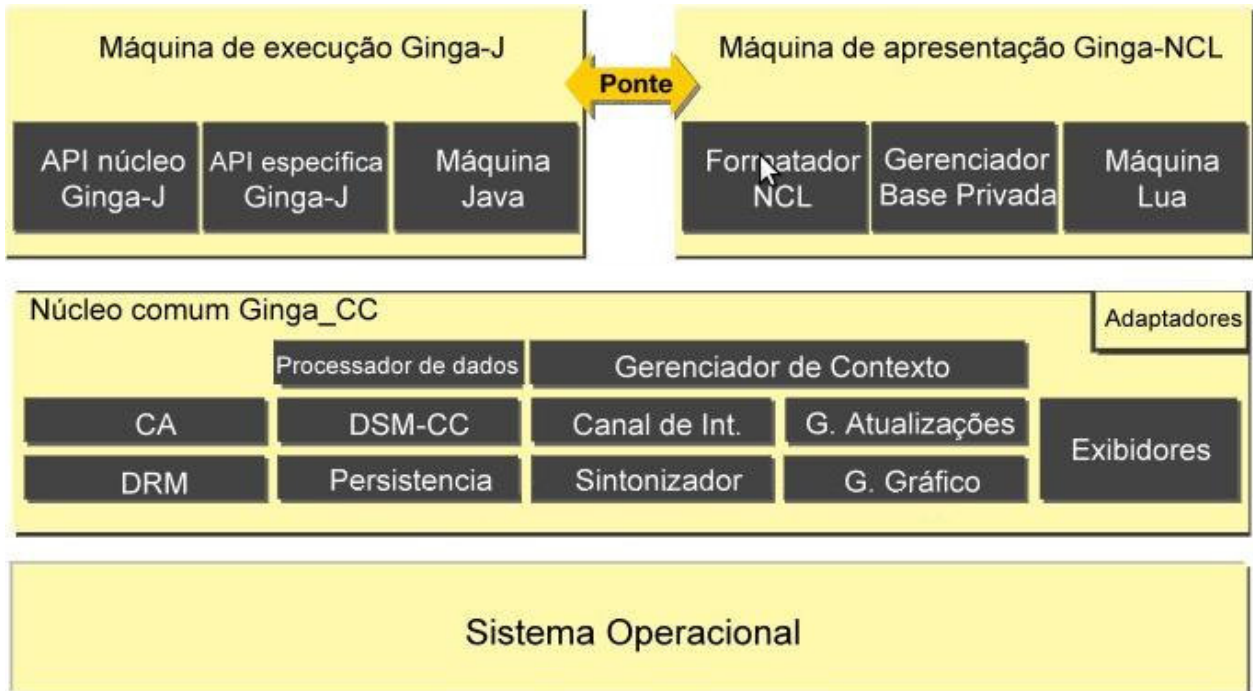 Máquina de execução Ginga-J
Ponte
Máquina de apresentação Ginga-NCL
API núcleo
Ginga-J
API específica
Ginga-J
Máquina
Java
Formatador
NCL
Gerenciador
Base Privada
Máquina
Lua
Núcleo comum Ginga_CC
Adaptadores
Processador de dados
Gerenciador de Contexto
CA
DSM-CC
Canal de Int.
G. Atualizações
Exibidores
DRM
Persistencia
Sintonizador
G. Gráfico
Sistema Operacional